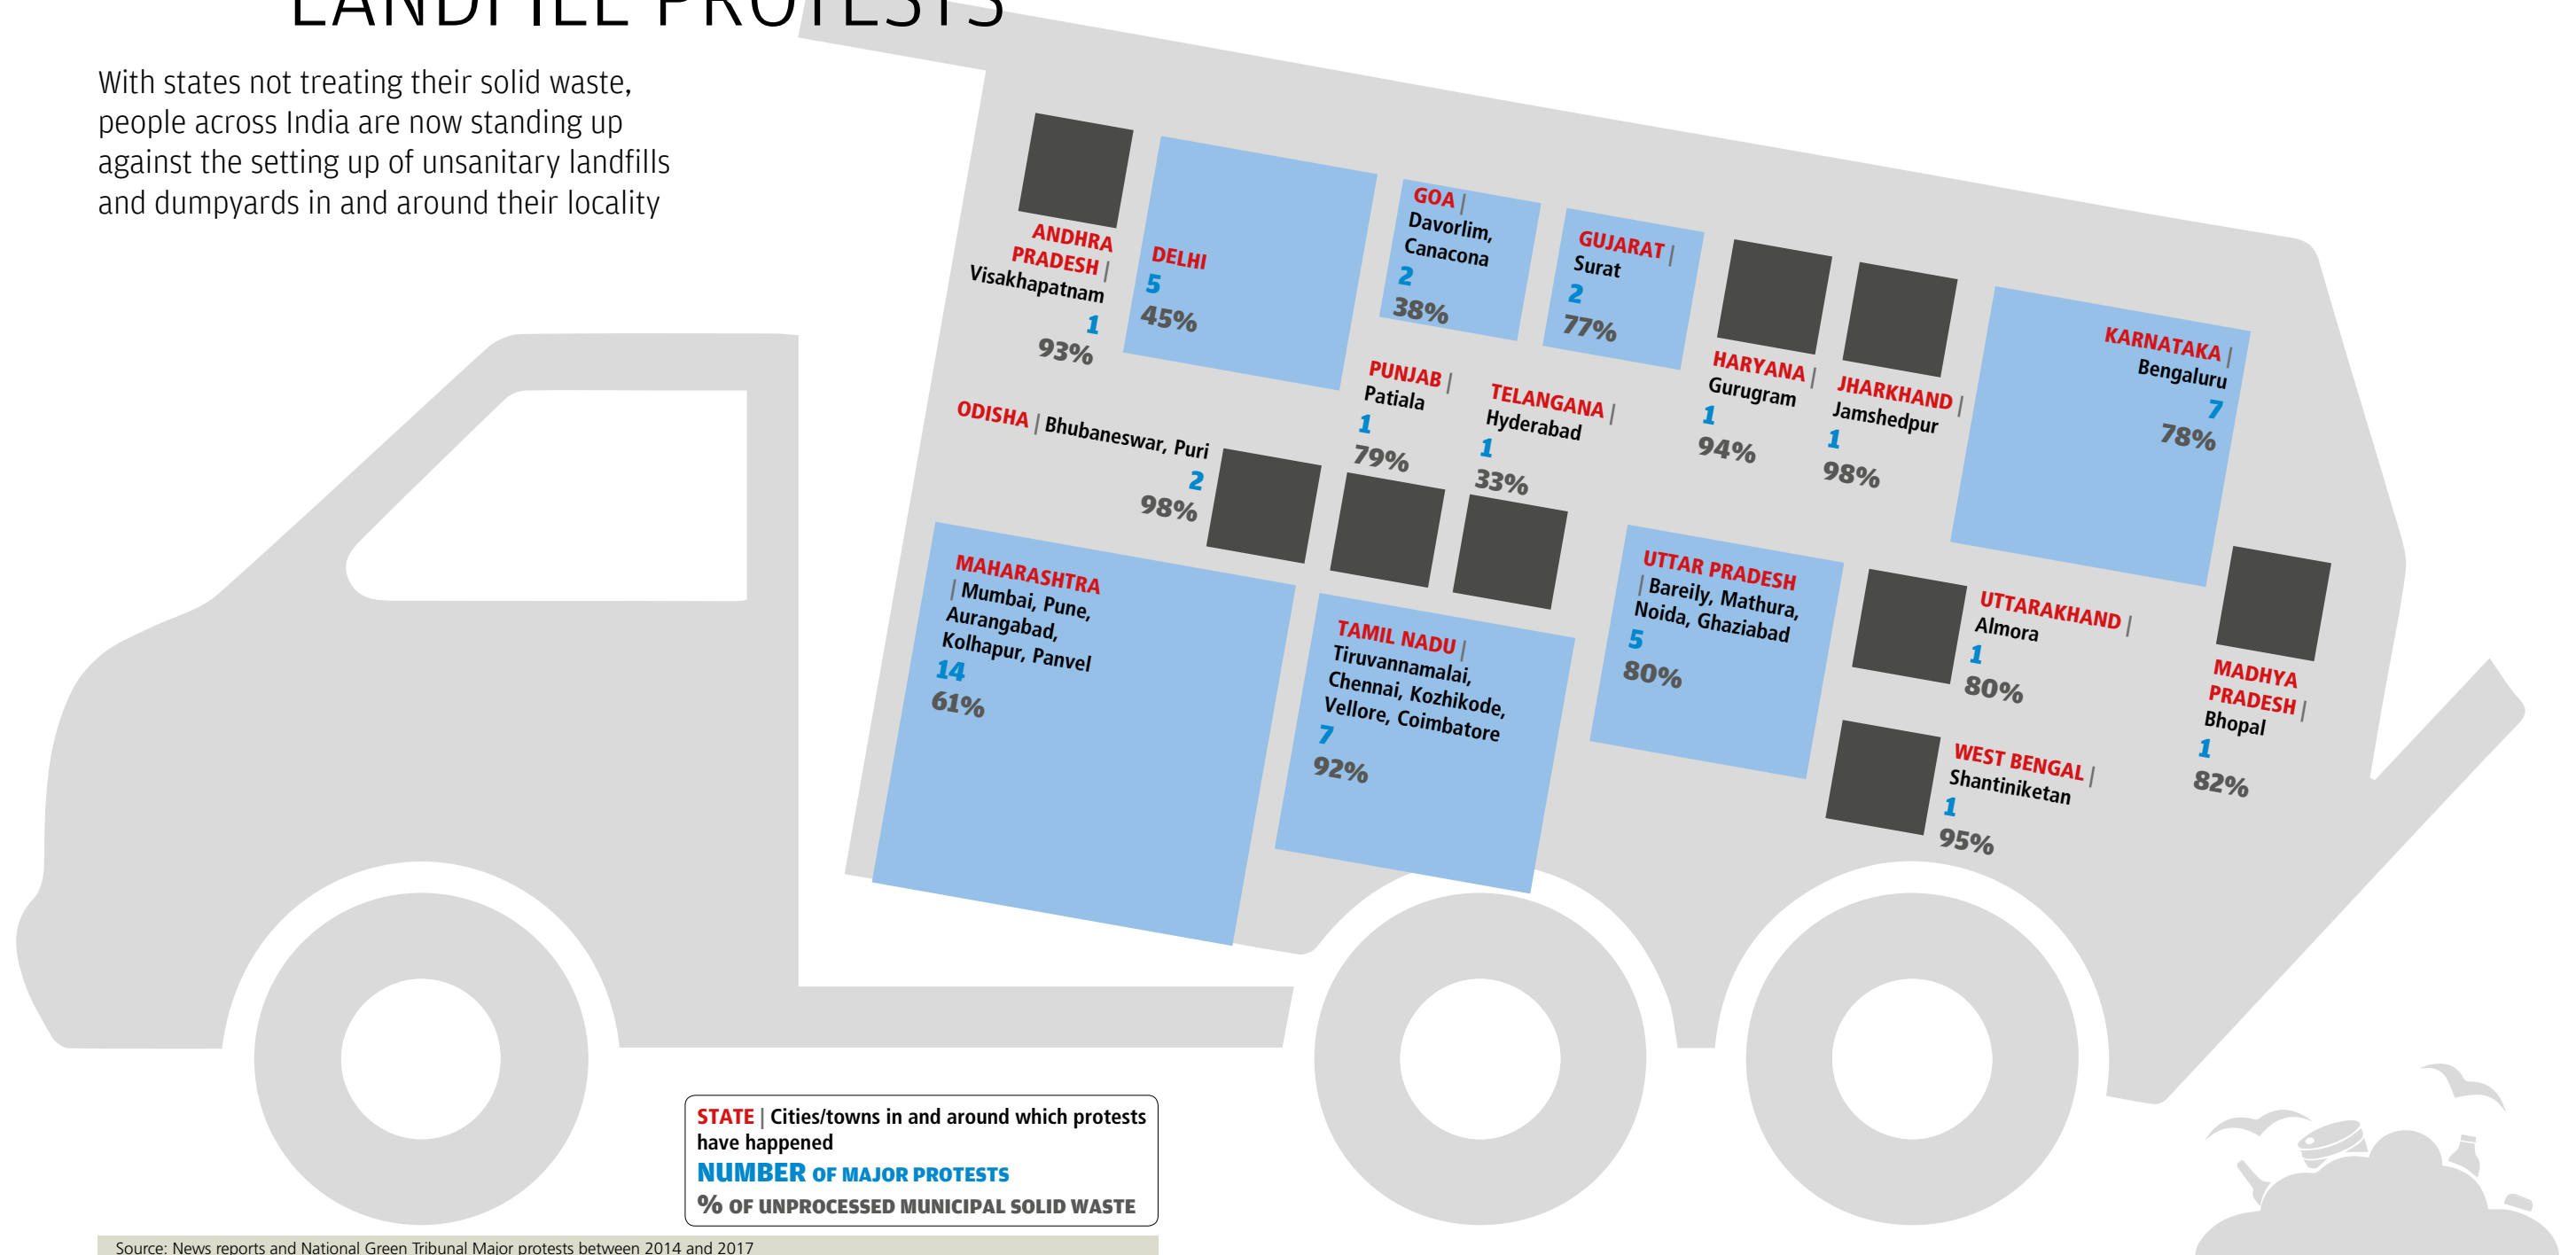 LANDFILL PROTESTS
With states not treating their solid waste,
people across India are now standing up
against the setting up of unsanitary landfills
and dumpyards in and around their locality
ANDHRA
PRADESH |
Visakhapatnam
1
93%
DELHI
5
45%
GOA |
Davorlim,
Canacona
2
38%
GUJARAT |
Surat
2
77%
HARYANA |
Gurugram
1
94%
JHARKHAND |
Jamshedpur
1
98%
KARNATAKA |
Bengaluru
7
78%
ODISHA | Bhubaneswar, Puri
2
98%
PUNJAB |
Patiala
1
79%
TELANGANA |
Hyderabad
1
33%
MAHARASHTRA
| Mumbai, Pune,
Aurangabad,
Kolhapur, Panvel
14
61%
TAMIL NADU |
Tiruvannamalai,
Chennai, Kozhikode,
Vellore, Coimbatore
7
92%
UTTAR PRADESH
| Bareily, Mathura,
Noida, Ghaziabad
5
80%
UTTARAKHAND |
Almora
1
80%
MADHYA
PRADESH |
Bhopal
1
82%
WEST BENGAL |
Shantiniketan
1
95%
STATE | Cities/towns in and around which protests
have happened
NUMBER OF MAJOR PROTESTS
% OF UNPROCESSED MUNICIPAL SOLID WASTE
Source: News reports and National Green Tribunal Major protests between 2014 and 2017